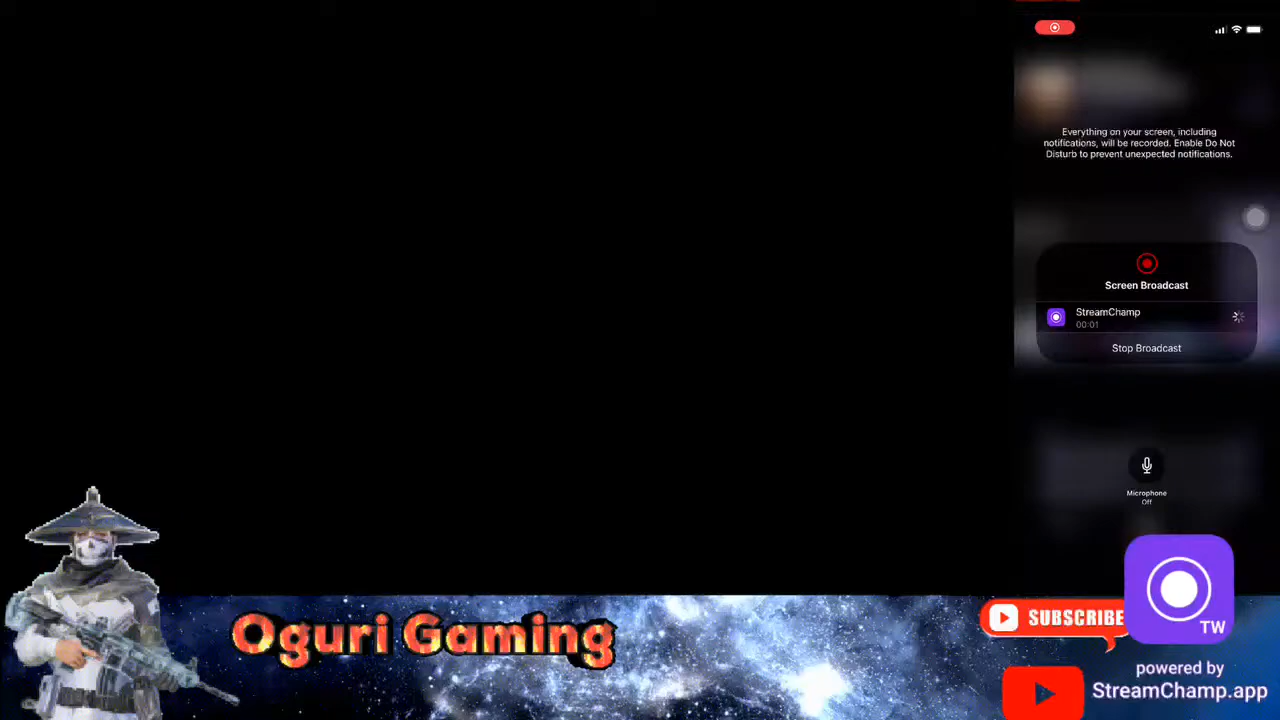 Everything on your screen, including
notifications, will be recorded. Enable Do Not
Disturb to prevent unexpected notifications.
Screen Broadcast
StreamChamp
00:01
Stop Broadcast
Microphone
Off
Oguri Gaming
SUBSCRIBE
TW
powered by
StreamChamp.app